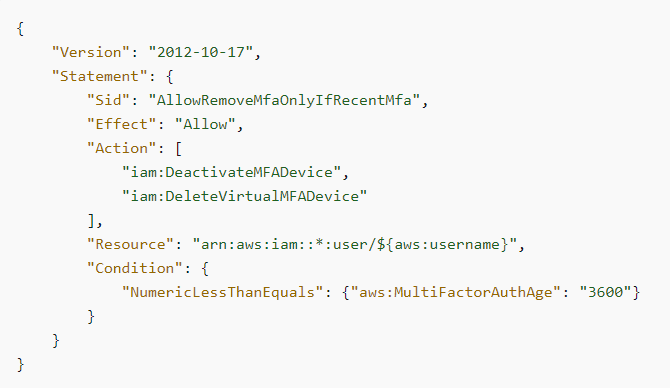 {
    "Version": "2012-10-17",
    "Statement": {
        "Sid": "AllowRemoveMfaOnlyIfRecentMfa",
        "Effect": "Allow",
        "Action": [
            "iam:DeactivateMFADevice",
            "iam:DeleteVirtualMFADevice"
        ],
        "Resource": "arn:aws:iam::*:user/${aws:username}",
        "Condition": {
            "NumericLessThanEquals": {"aws:MultiFactorAuthAge": "3600"}
        }
    }
}